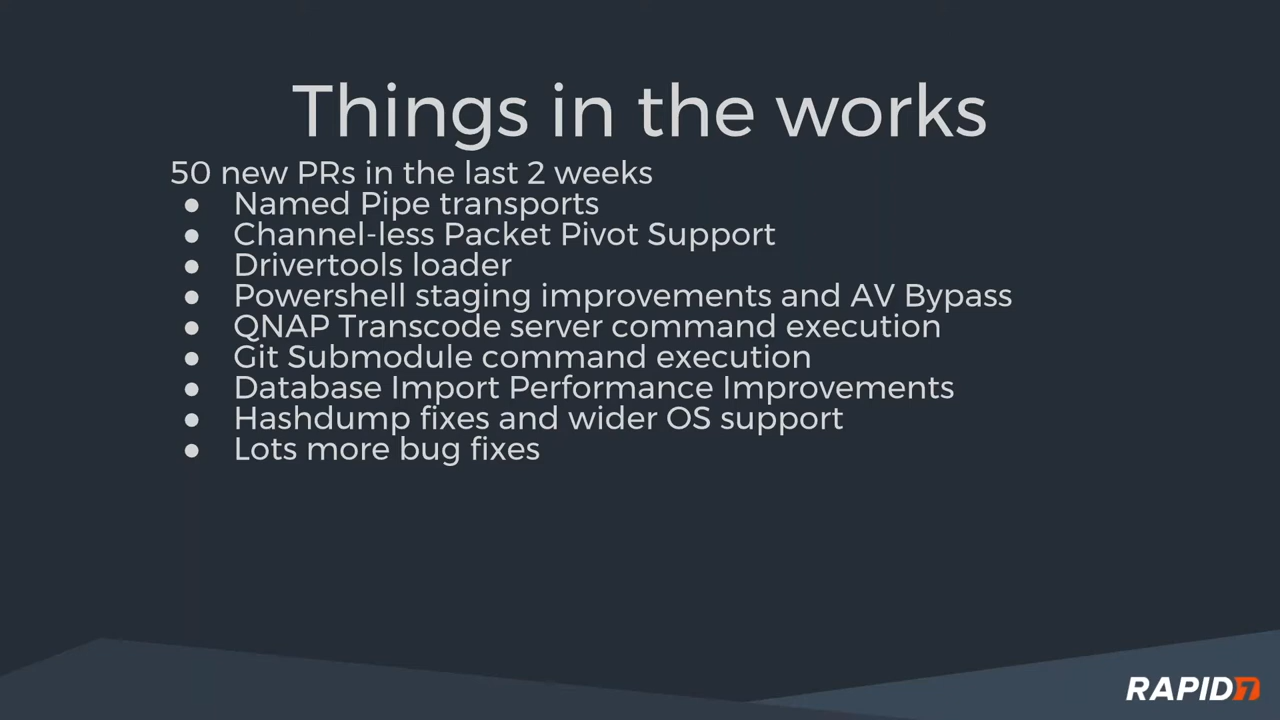 Things in the works
50 new PRs in the last 2 weeks
● Named Pipe transports
● Channel-less Packet Pivot Support
● Drivertools loader
● Powershell staging improvements and AV Bypass
● QNAP Transcode server command execution
● Git Submodule command execution
● Database Import Performance Improvements
● Hashdump fixes and wider OS support
● Lots more bug fixes
RAPID7